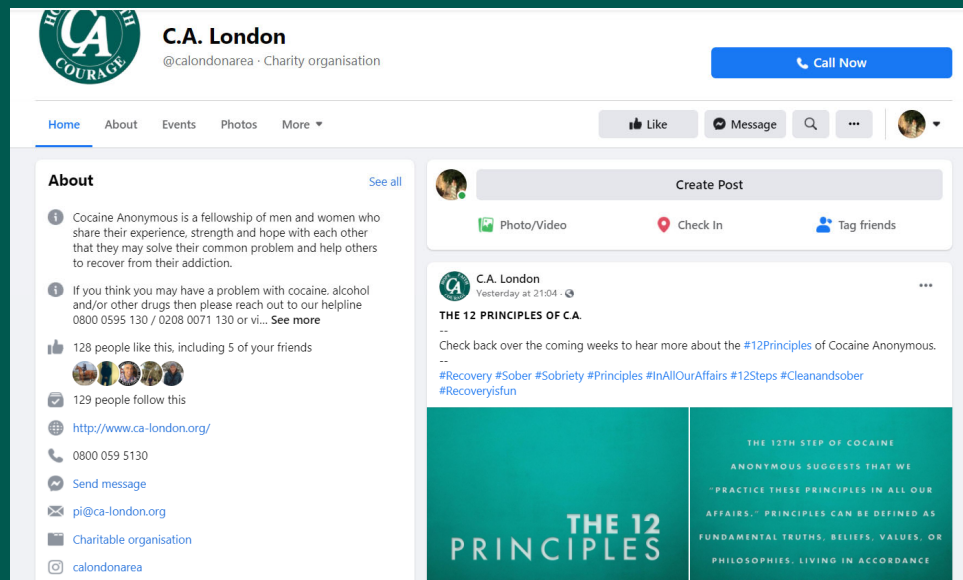 HO
TH
CA
COURAGE
C.A. London
@calondonarea · Charity organisation
Call Now
Home
About
Events
Photos
More
Like
Message
About
See all
Cocaine Anonymous is a fellowship of men and women who
share their experience, strength and hope with each other
that they may solve their common problem and help others
to recover from their addiction.
If you think you may have a problem with cocaine. alcohol
and/or other drugs then please reach out to our helpline
0800 0595 130 / 0208 0071 130 or vi... See more
128 people like this, including 5 of your friends
129 people follow this
http://www.ca-london.org/
0800 059 5130
Send message
pi@ca-london.org
Charitable organisation
calondonarea
Create Post
Photo/Video
Check In
Tag friends
CA
C.A. London
Yesterday at 21:04 ·
THE 12 PRINCIPLES OF C.A.
--
Check back over the coming weeks to hear more about the #12Principles of Cocaine Anonymous.
--
#Recovery #Sober #Sobriety #Principles #InAllOurAffairs #12Steps #Cleanandsober
#Recoveryisfun
THE 12
PRINCIPLES
THE 12TH STEP OF COCAINE
ANONYMOUS SUGGESTS THAT WE
"PRACTICE THESE PRINCIPLES IN ALL OUR
AFFAIRS." PRINCIPLES CAN BE DEFINED AS
FUNDAMENTAL TRUTHS, BELIEFS, VALUES, OR
PHILOSOPHIES, LIVING IN ACCORDANCE